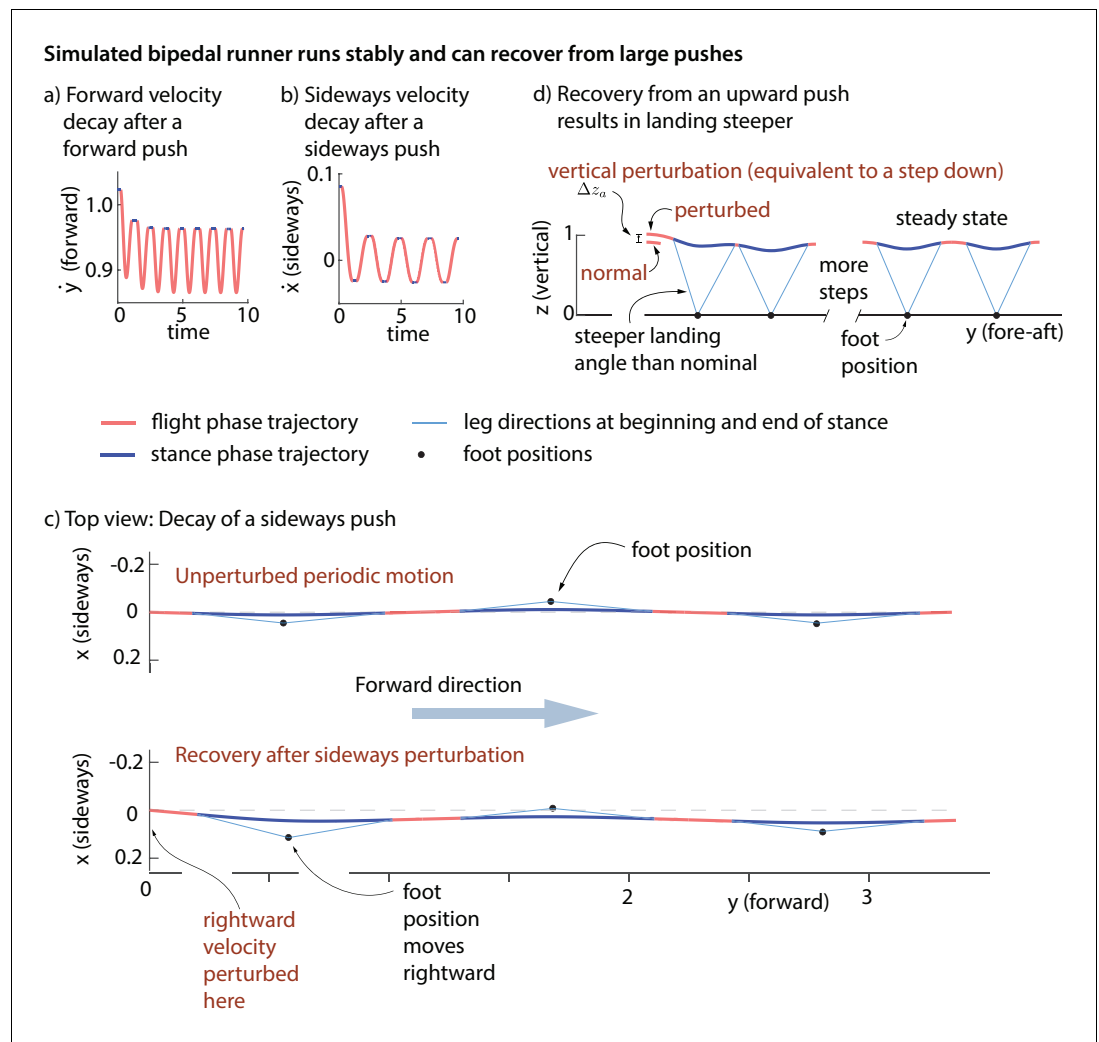 Simulated bipedal runner runs stably and can recover from large pushes
a) Forward velocity
decay after a
forward push
ẏ (forward)
1.0
0.9
0
5
10
time
b) Sideways velocity
decay after a
sideways push
ẋ (sideways)
0.1
0
0
5
10
time
d) Recovery from an upward push
results in landing steeper
vertical perturbation (equivalent to a step down)
Δzₐ
perturbed
normal
z (vertical)
1
0
steeper landing
angle than nominal
more
steps
steady state
foot
position
y (fore-aft)
flight phase trajectory
leg directions at beginning and end of stance
stance phase trajectory
foot positions
c) Top view: Decay of a sideways push
x (sideways)
-0.2
0
0.2
Unperturbed periodic motion
foot position
Forward direction
x (sideways)
-0.2
0
0.2
Recovery after sideways perturbation
0
2
3
y (forward)
rightward
velocity
perturbed
here
foot
position
moves
rightward